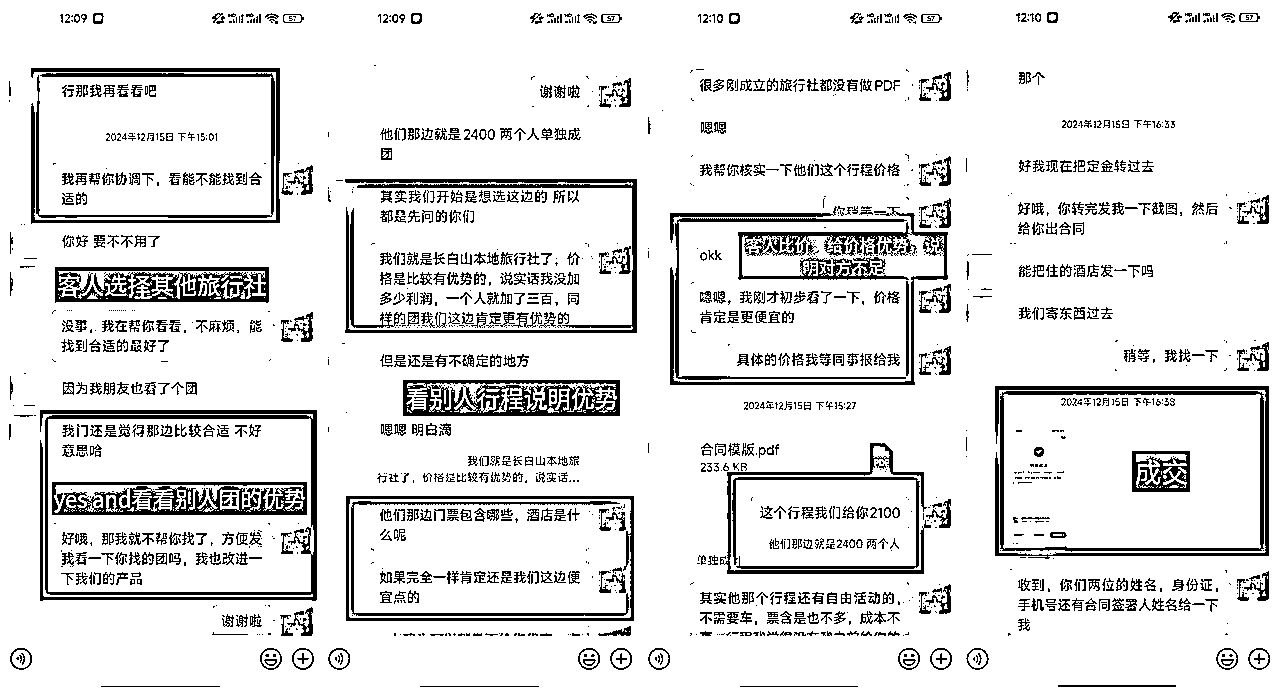 12:09
57
行那我再看看吧
2024年12月15日 下午15:01
我再帮你协调下，看能不能找到合
适的
你好 要不不用了
客人选择其他旅行社
没事，我在帮你看看，不麻烦，能
找到合适的最好了
因为我朋友也看了个团
我们还是觉得那边比较合适 不好
意思哈
yes and看看别人团的优势
好哦，那我就不帮你找了，方便发
我看一下你找的团吗，我也改进一
下我们的产品
谢谢啦
12:09
57
谢谢啦
他们那边就是 2400 两个人单独成
团
其实我们开始是想选这边的 所以
都是先问的你们
我们就是长白山本地旅行社了，价
格是比较有优势的，说实话我没加
多少利润，一个人就加了三百，同
样的团我们这边肯定更有优势的
但是还是有不确定的地方
看别人行程说明优势
嗯嗯 明白滴
我们就是长白山本地旅
行社了，价格是比较有优势的，说实话...
他们那边门票包含哪些，酒店是什
么呢
如果完全一样肯定还是我们这边便
宜点的
12:10
57
很多刚成立的旅行社都没有做PDF
嗯嗯
我帮你核实一下他们这个行程价格
你稍等一下
okk
客人比价，给价格优势，说
明对方不足
嗯嗯，我刚才初步看了一下，价格
肯定是更便宜的
具体的价格我等同事报给我
2024年12月15日 下午15:27
合同模版.pdf
233.6 KB
这个行程我们给你2100
他们那边就是2400 两个人
单独成
其实他那个行程还有自由活动的，
不需要车，票含是也不多，成本不
12:10
57
那个
2024年12月15日 下午16:33
好我现在把定金转过去
好哦，你转完发我一下截图，然后
给你出合同
能把住的酒店发一下吗
我们寄东西过去
稍等，我找一下
2024年12月15日 下午16:38
成交
收到，你们两位的姓名，身份证，
手机号还有合同签署人姓名给一下
我